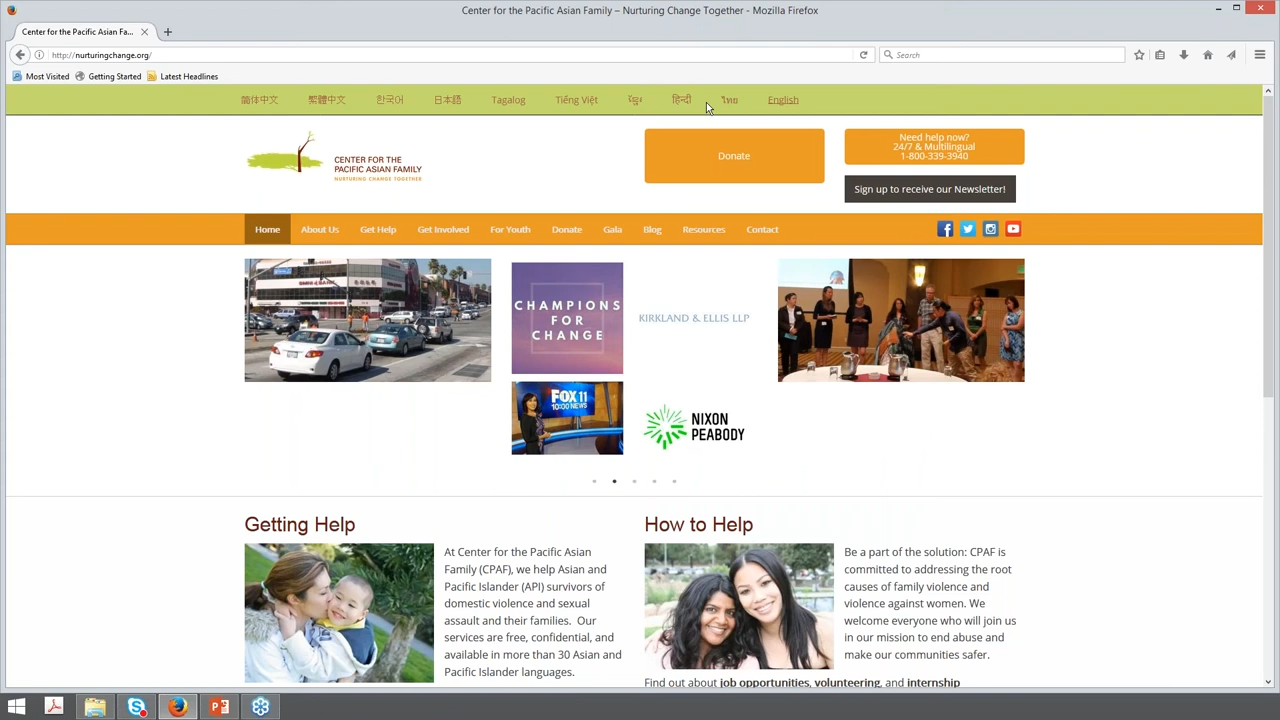 Center for the Pacific Asian Family – Nurturing Change Together - Mozilla Firefox
Center for the Pacific Asian Fa...
http://nurturingchange.org/
Search
Most Visited Getting Started Latest Headlines
简体中文 繁體中文 한국어 日本語 Tagalog Tiếng Việt ខ្មែរ हिन्दी ไทย English
CENTER FOR THE
PACIFIC ASIAN FAMILY
NURTURING CHANGE TOGETHER
Donate
Need help now?
24/7 & Multilingual
1-800-339-3940
Sign up to receive our Newsletter!
Home About Us Get Help Get Involved For Youth Donate Gala Blog Resources Contact
CHAMPIONS
FOR
CHANGE
KIRKLAND & ELLIS LLP
FOX 11
10:00 NEWS
NIXON
PEABODY
Getting Help
At Center for the Pacific Asian
Family (CPAF), we help Asian and
Pacific Islander (API) survivors of
domestic violence and sexual
assault and their families. Our
services are free, confidential, and
available in more than 30 Asian and
Pacific Islander languages.
How to Help
Be a part of the solution: CPAF is
committed to addressing the root
causes of family violence and
violence against women. We
welcome everyone who will join us
in our mission to end abuse and
make our communities safer.
Find out about job opportunities, volunteering, and internship